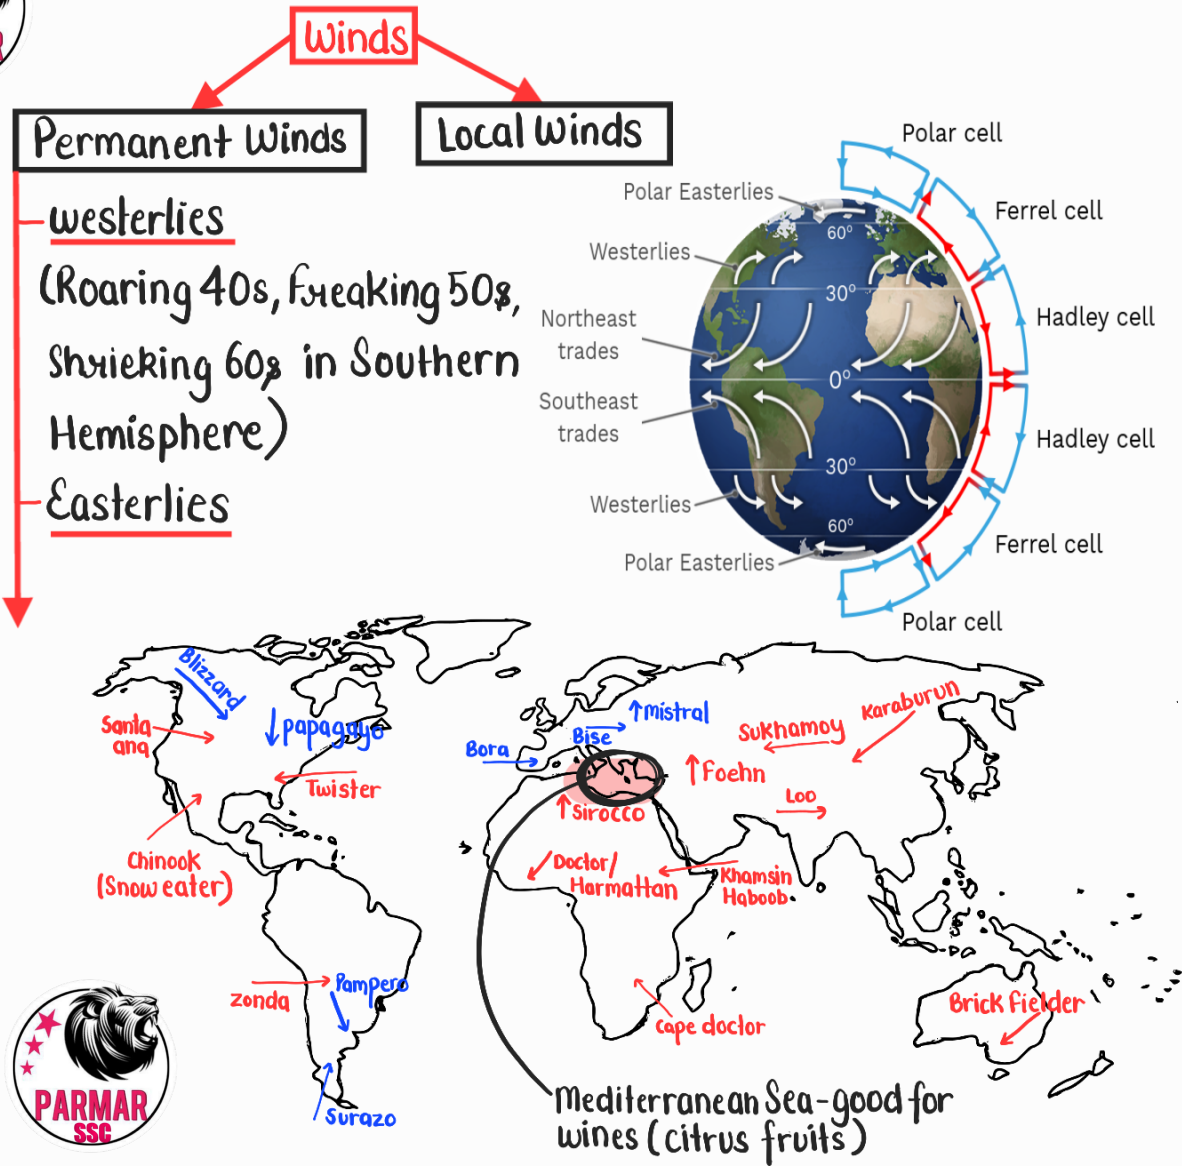 Winds
Permanent Winds
Local Winds
westerlies
(Roaring 40s, freaking 50s,
Shrieking 60s in Southern
Hemisphere)
Easterlies
Polar cell
Polar Easterlies
Ferrel cell
60°
Westerlies
30°
Northeast
trades
Hadley cell
0°
Southeast
trades
Hadley cell
30°
Westerlies
60°
Ferrel cell
Polar Easterlies
Polar cell
Blizzard
Santa
ana
papagayo
Twister
Chinook
(Snow eater)
Bora
Bise
mistral
Sukhamoy
Karaburun
Foehn
Loo
Sirocco
Doctor/
Harmattan
Khamsin
Haboob
zonda
Pampero
Cape doctor
Brick fielder
Surazo
Mediterranean Sea-good for
wines (citrus fruits)
PARMAR
SSC